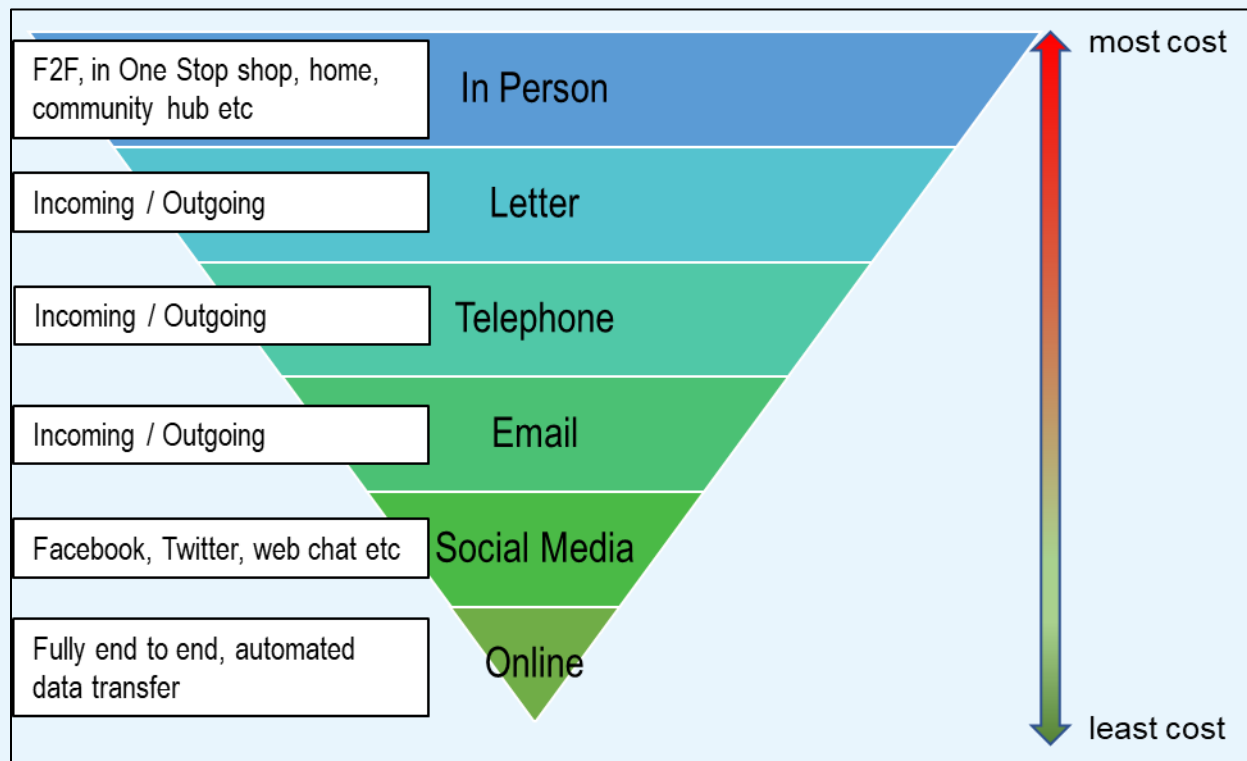 F2F, in One Stop shop, home,
community hub etc
In Person
most cost
Incoming / Outgoing
Letter
Incoming / Outgoing
Telephone
Incoming / Outgoing
Email
Facebook, Twitter, web chat etc
Social Media
Fully end to end, automated
data transfer
Online
least cost